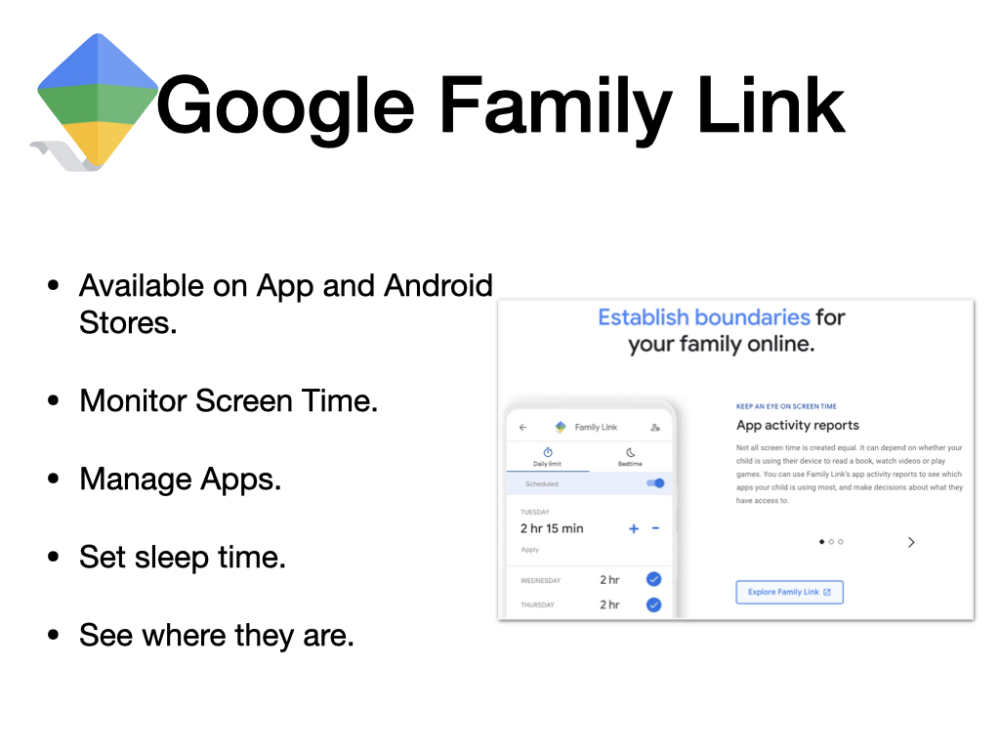 Google Family Link
• Available on App and Android
Stores.
• Monitor Screen Time.
• Manage Apps.
• Set sleep time.
• See where they are.
Establish boundaries for
your family online.
Family Link
Daily limit
Bedtime
Scheduled
TUESDAY
2 hr 15 min
Apply
WEDNESDAY 2 hr
THURSDAY 2 hr
KEEP AN EYE ON SCREEN TIME
App activity reports
Not all screen time is created equal. It can depend on whether your
child is using their device to read a book, watch videos or play
games. You can use Family Link's app activity reports to see which
apps your child is using most, and make decisions about what they
have access to.
Explore Family Link